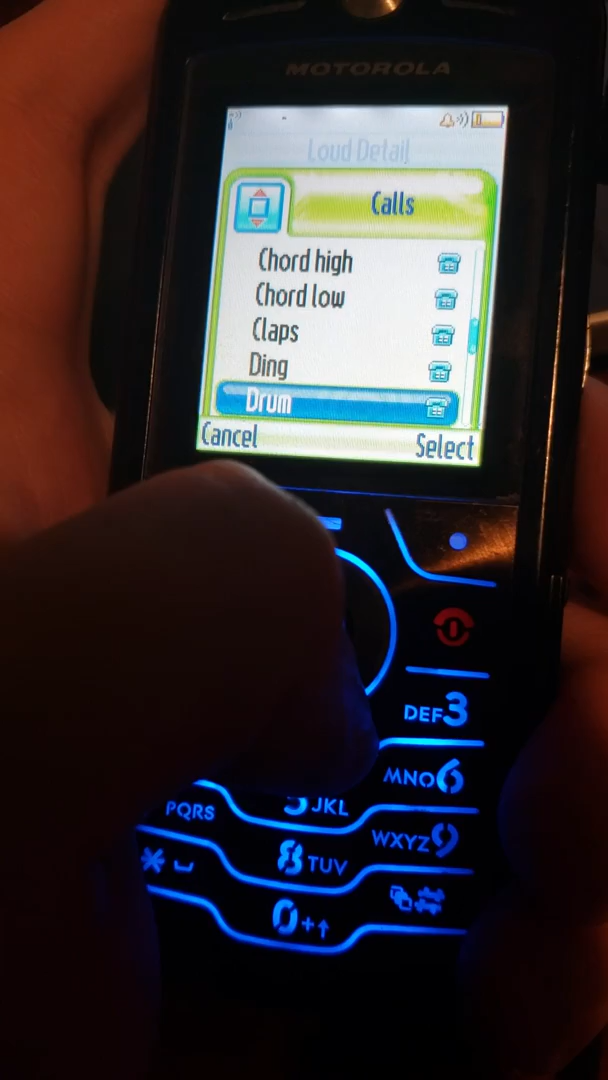 MOTOROLA
Loud Detail
Calls
Chord high
Chord low
Claps
Ding
Drum
Cancel Select
DEF3
MNO6
5JKL
PQRS
WXYZ9
8TUV
*
#
0+